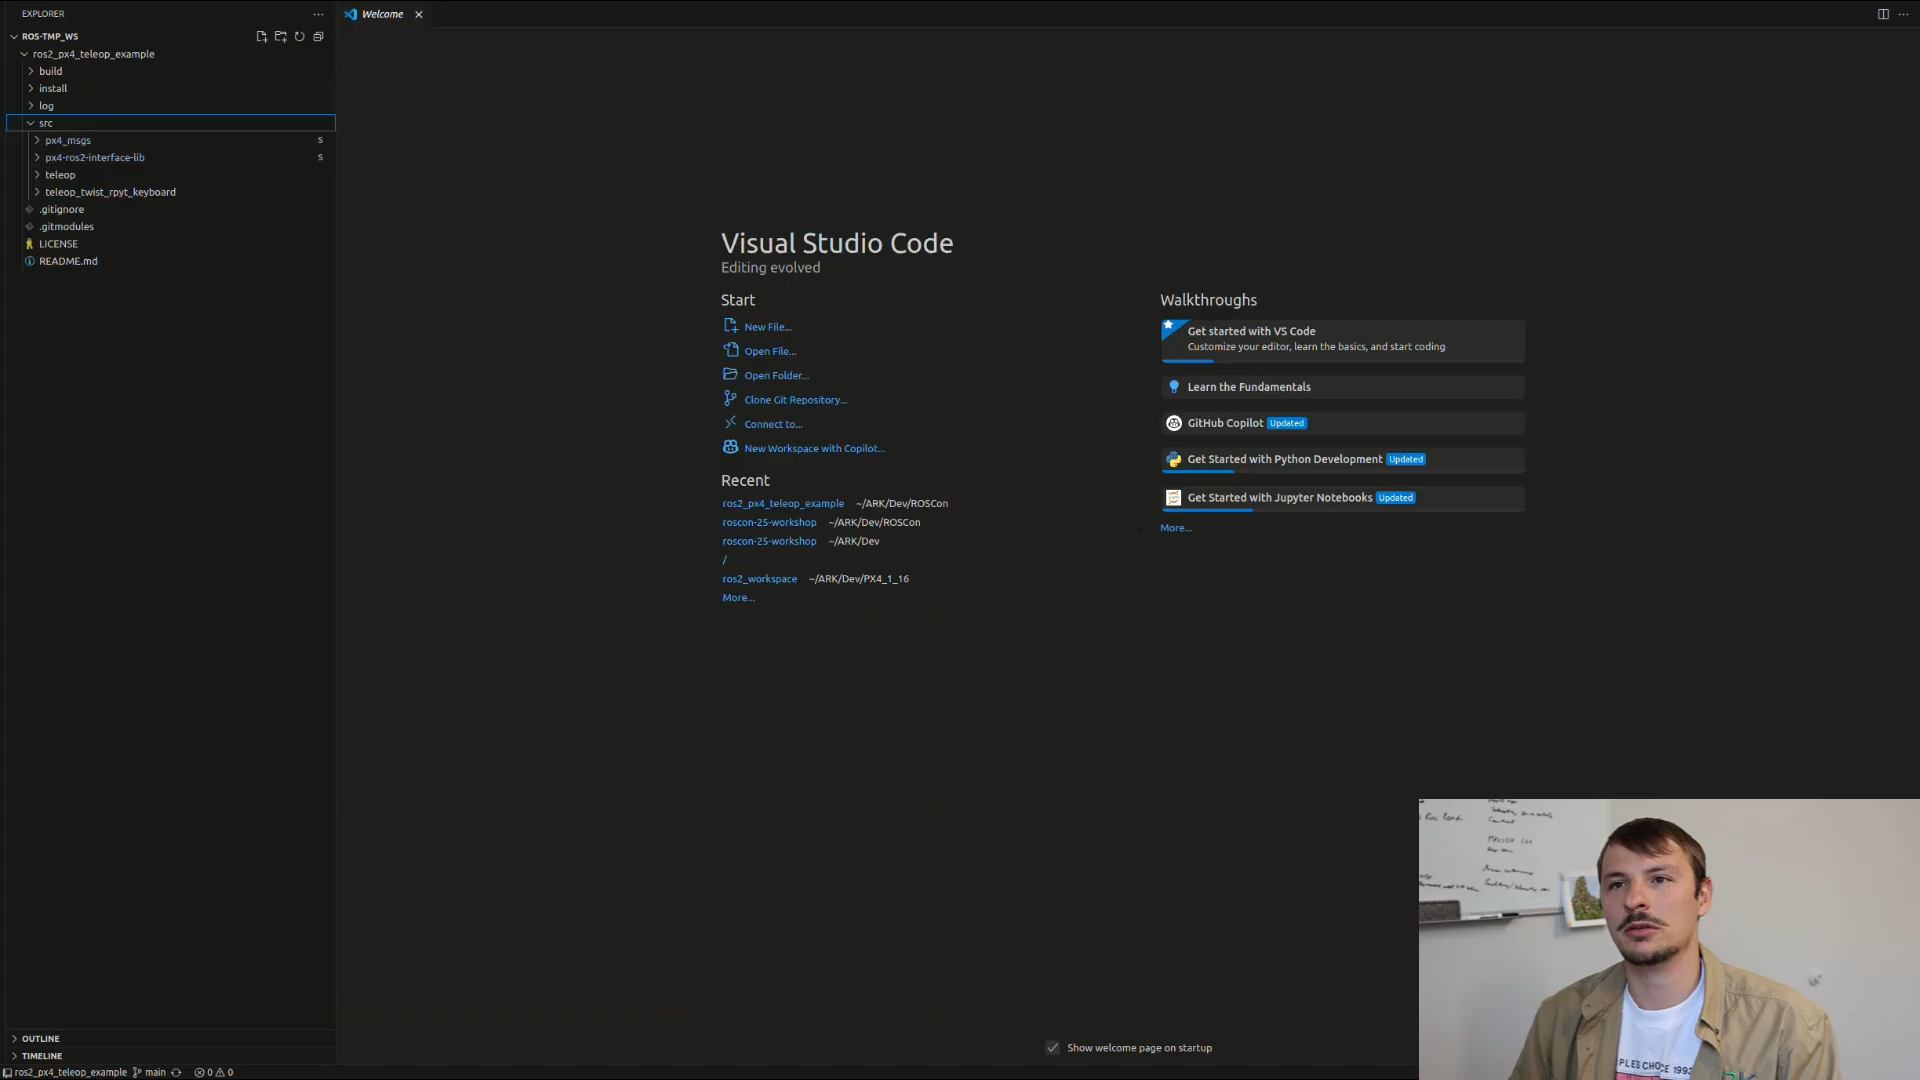 EXPLORER
Welcome
ROS-TMP_WS
ros2_px4_teleop_example
build
install
log
src
px4_msgs S
px4-ros2-interface-lib S
teleop
teleop_twist_rpyt_keyboard
.gitignore
.gitmodules
LICENSE
README.md
Visual Studio Code
Editing evolved
Start
New File...
Open File...
Open Folder...
Clone Git Repository...
Connect to...
New Workspace with Copilot...
Recent
ros2_px4_teleop_example ~/ARK/Dev/ROSCon
roscon-25-workshop ~/ARK/Dev/ROSCon
roscon-25-workshop ~/ARK/Dev
/
ros2_workspace ~/ARK/Dev/PX4_1_16
More...
Walkthroughs
Get started with VS Code
Customize your editor, learn the basics, and start coding
Learn the Fundamentals
GitHub Copilot Updated
Get Started with Python Development Updated
Get Started with Jupyter Notebooks Updated
More...
Show welcome page on startup
OUTLINE
TIMELINE
ros2_px4_teleop_example main 0 0
PLE'S CHOICE 1993